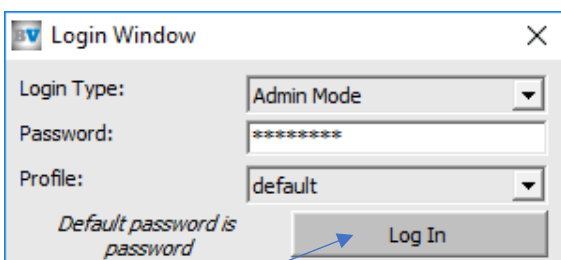 BV Login Window
Login Type: Admin Mode
Password: ********
Profile: default
Default password is
password
Log In